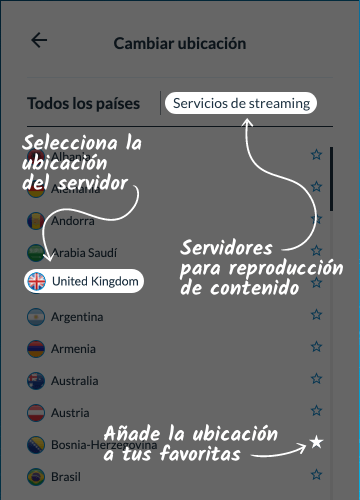 Cambiar ubicación
Todos los países
Servicios de streaming
Selecciona la
ubicación
del servidor
Albania
Alemania
Andorra
Arabia Saudí
United Kingdom
Servidores
para reproducción
de contenido
Argentina
Armenia
Australia
Austria
Añade la ubicación
a tus favoritas
Bosnia-Herzegovina
Brasil